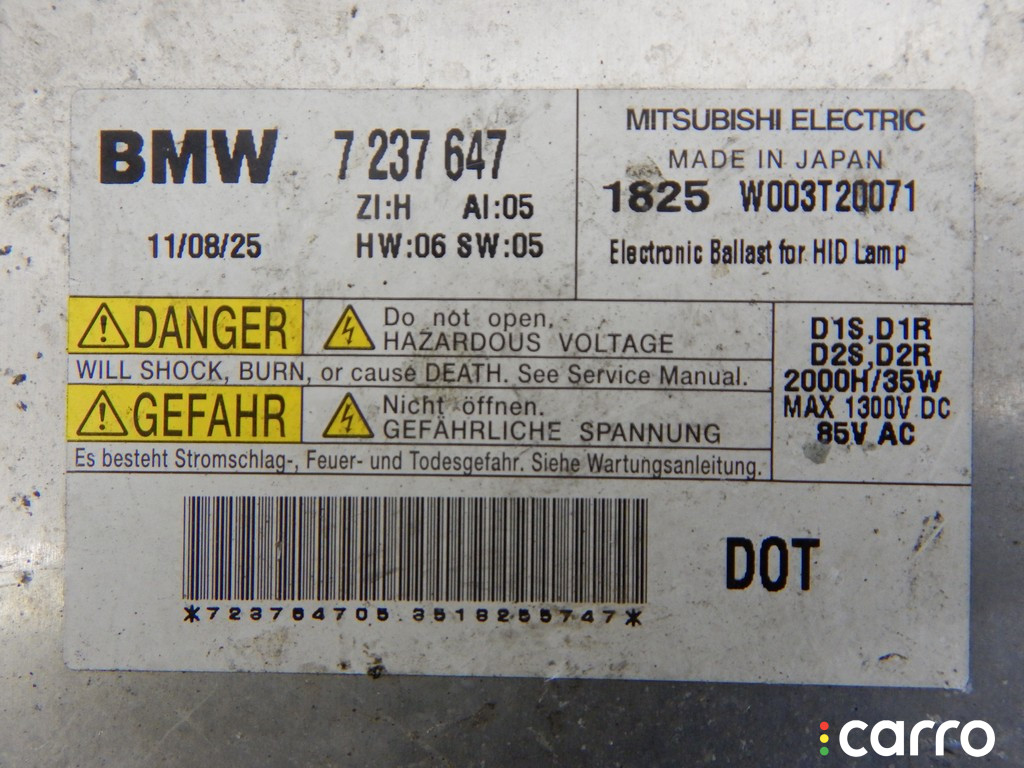 BMW 7 237 647
ZI:H AI:05
11/08/25 HW:06 SW:05
MITSUBISHI ELECTRIC
MADE IN JAPAN
1825 W003T20071
Electronic Ballast for HID Lamp
DANGER
Do not open,
HAZARDOUS VOLTAGE
WILL SHOCK, BURN, or cause DEATH. See Service Manual.
GEFAHR
Nicht öffnen.
GEFÄHRLICHE SPANNUNG
Es besteht Stromschlag-, Feuer- und Todesgefahr. Siehe Wartungsanleitung.
D1S,D1R
D2S,D2R
2000H/35W
MAX 1300V DC
85V AC
*723764705.3518255747*
DOT
carro